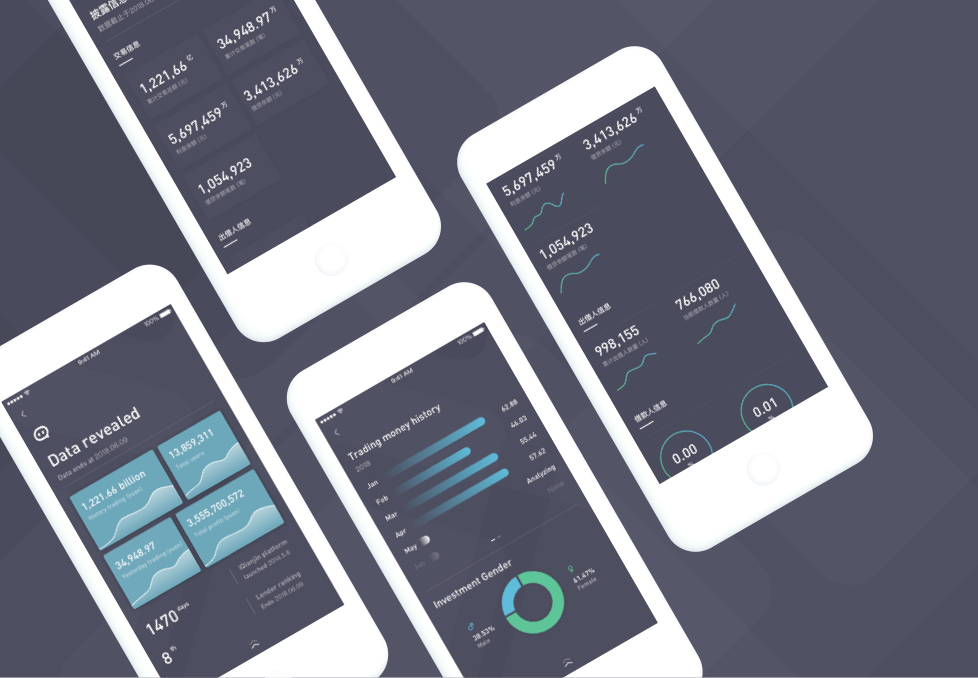 披露信息
数据截止于2018.06
交易信息
1,221,66 亿
累计交易总额 (元)
34,948.97 万
累计交易笔数 (笔)
5,697,459 万
利息余额 (元)
3,413,626 万
借贷余额 (元)
1,054,923
借贷余额笔数 (笔)
出借人信息
5,697,459 万
利息余额 (元)
3,413,626 万
借贷余额 (元)
1,054,923
借贷余额笔数 (笔)
出借人信息
998,155
累计出借人数量 (人)
766,080
当前借款人数量 (人)
借款人信息
0.00
%
0.01
%
9:41 AM
100%
Data revealed
Data ends at 2018.06.09
1,221.66 billion
History trading (yuan)
13,859,311
Total users
34,948.97
Yesterday trading (yuan)
3,555,700,572
Total profit (yuan)
1470 days
iQianjin platform
launched 2014.5.6
8 th
Lender ranking
Ends 2018.06.09
9:41 AM
100%
Trading money history
2018
Jan
62.88
Feb
46.03
Mar
55.44
Apr
57.62
May
Analyzing
Jun
None
Investment Gender
38.53%
Male
61.47%
Female